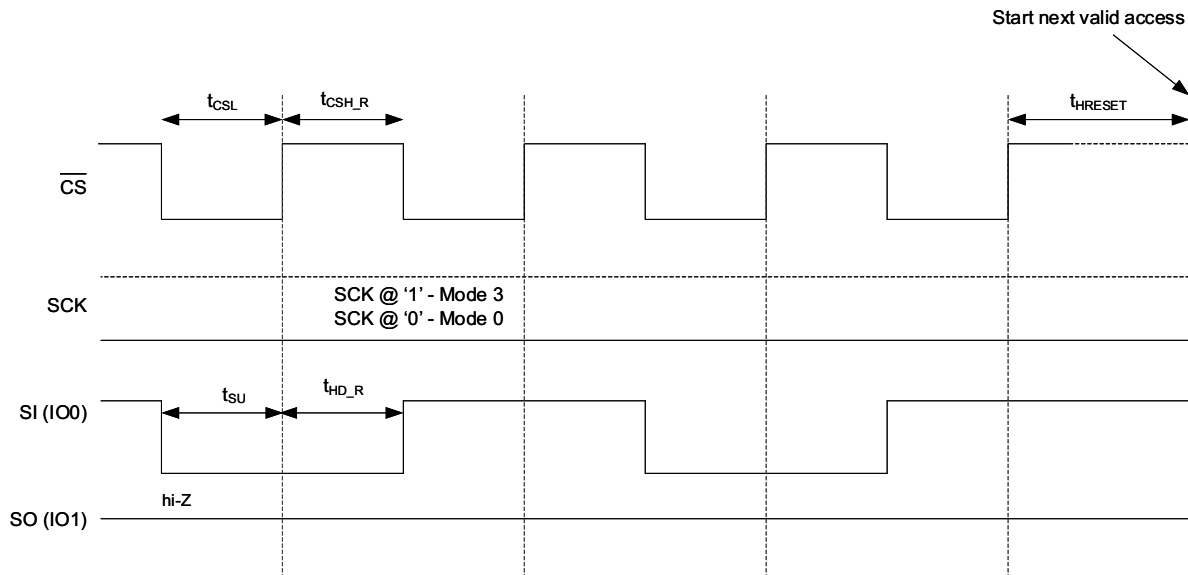 Start next valid access
tCSL
tCSH_R
tHRESET
CS
SCK
SCK @ ‘1’ - Mode 3
SCK @ ‘0’ - Mode 0
SI (IO0)
tSU
tHD_R
hi-Z
SO (IO1)